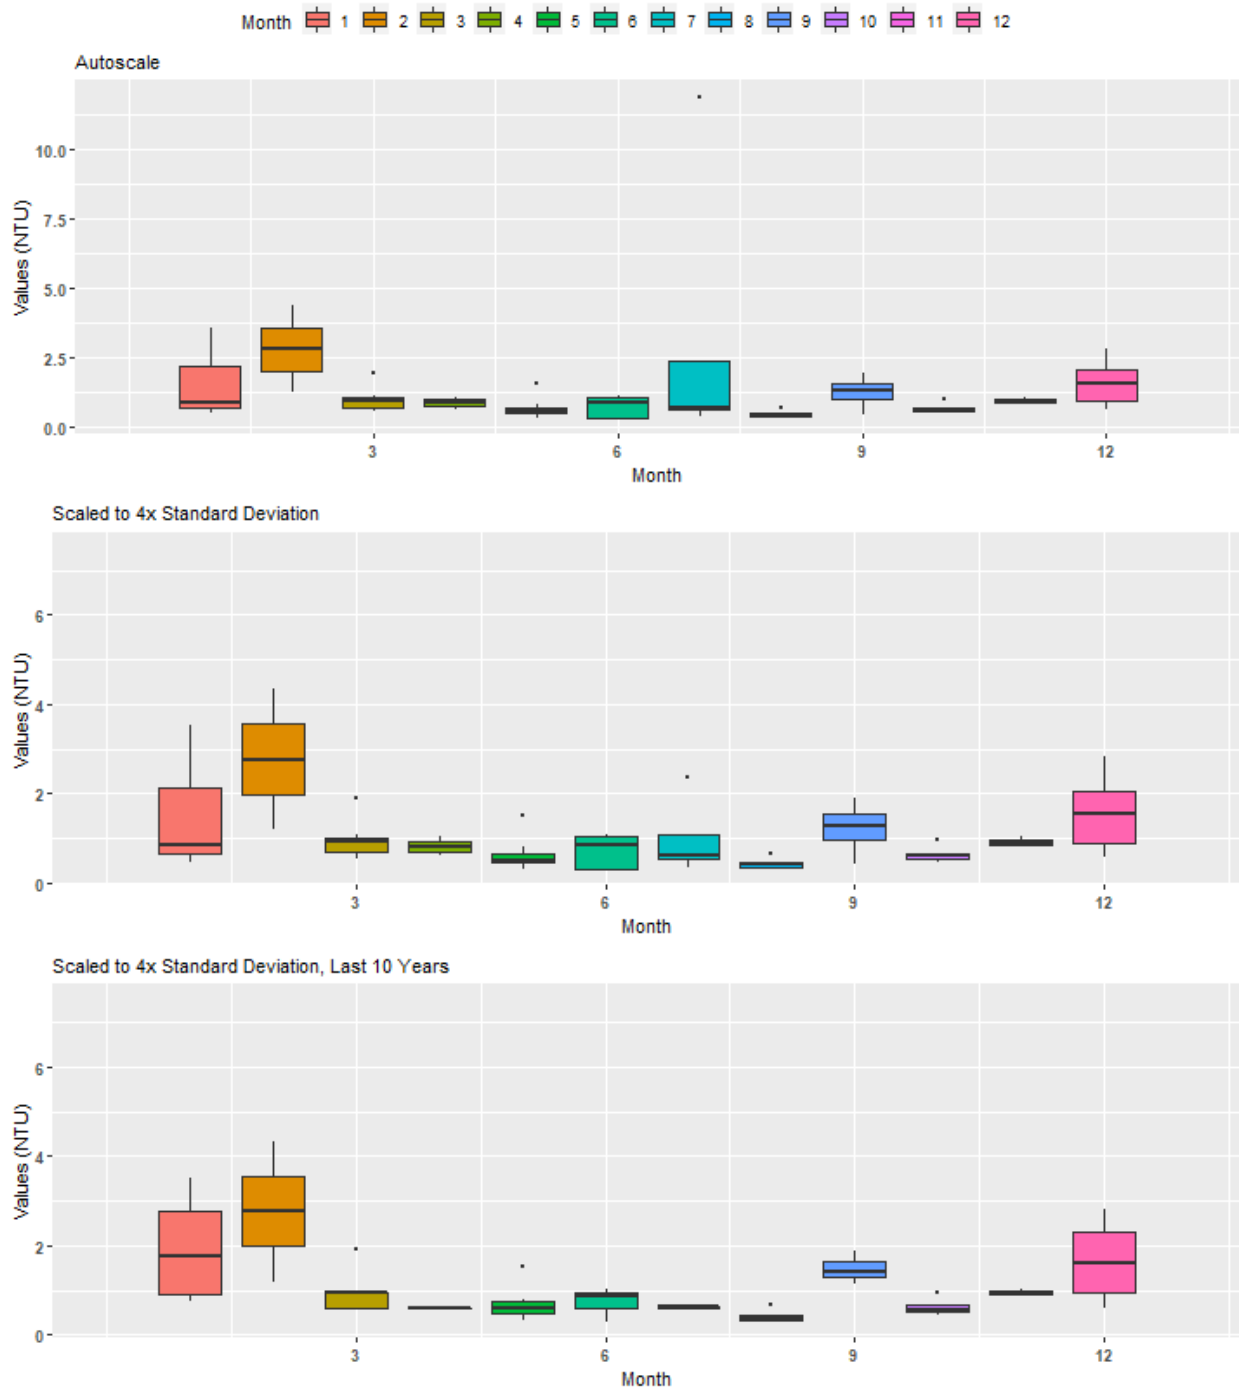 Month 1 2 3 4 5 6 7 8 9 10 11 12
Autoscale
Values (NTU)
10.0
7.5
5.0
2.5
0.0
3 6 9 12
Month
Scaled to 4x Standard Deviation
Values (NTU)
6
4
2
0
3 6 9 12
Month
Scaled to 4x Standard Deviation, Last 10 Years
Values (NTU)
6
4
2
0
3 6 9 12
Month